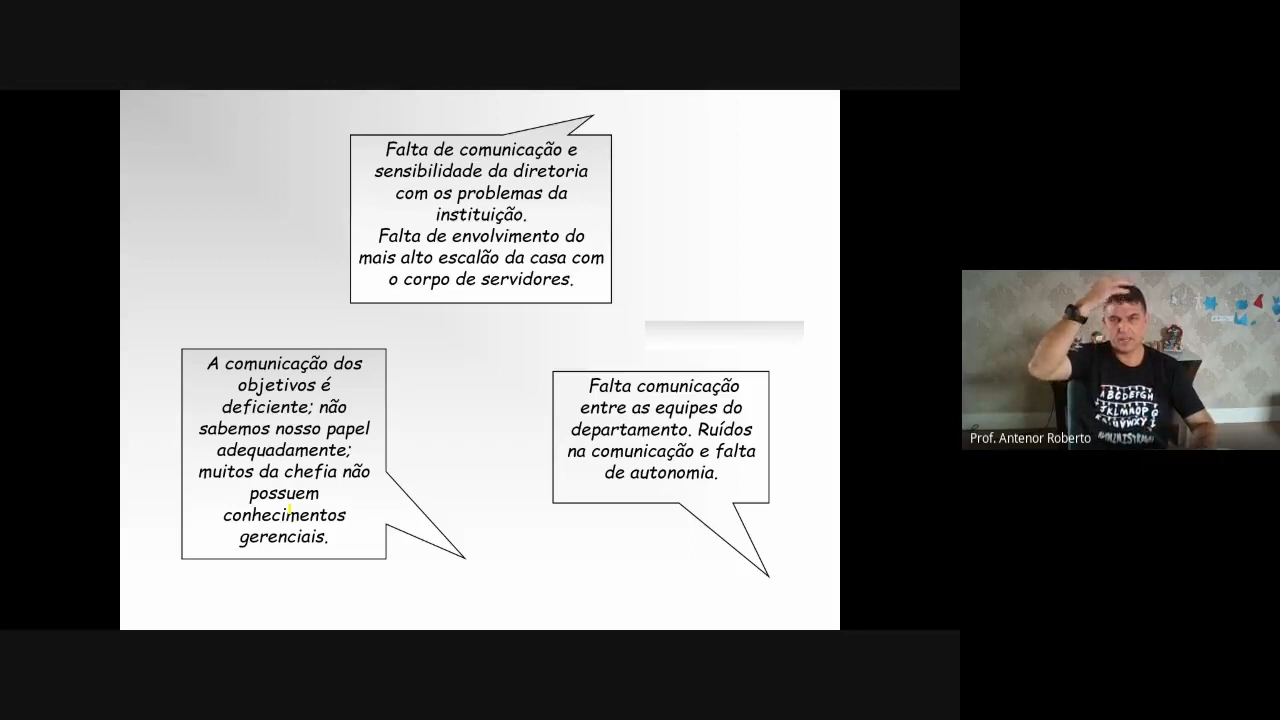 Falta de comunicação e
sensibilidade da diretoria
com os problemas da
instituição.
Falta de envolvimento do
mais alto escalão da casa com
o corpo de servidores.
A comunicação dos
objetivos é
deficiente; não
sabemos nosso papel
adequadamente;
muitos da chefia não
possuem
conhecimentos
gerenciais.
Falta comunicação
entre as equipes do
departamento. Ruídos
na comunicação e falta
de autonomia.
ABCDEFGH
Prof. Antenor Roberto